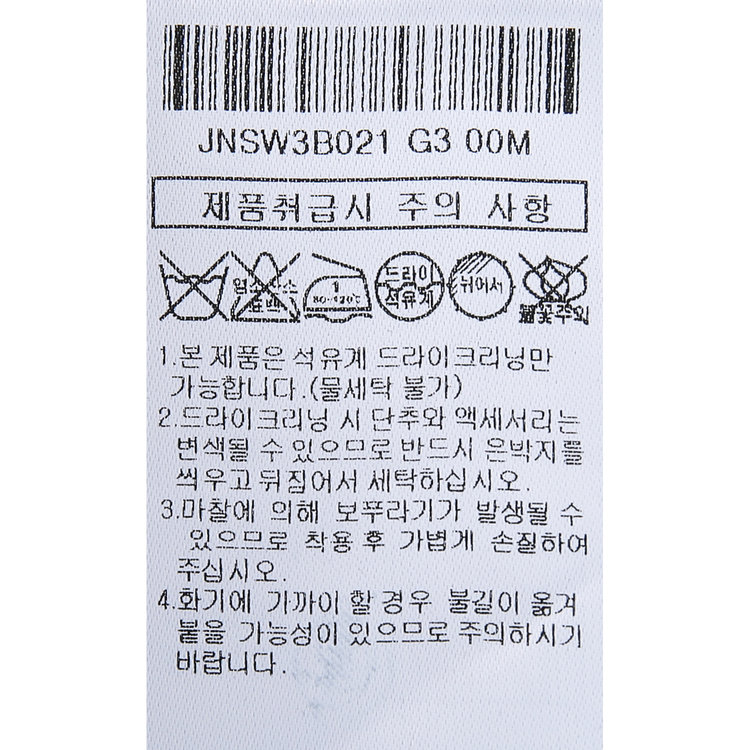 JNSW3B021 G3 00M
제품취급시 주의 사항
염소산소 표백
1 80-120℃
드라이 석유계
뉘어서
불꽃주의
1.본 제품은 석유계 드라이크리닝만
가능합니다.(물세탁 불가)
2.드라이크리닝 시 단추와 액세서리는
변색될 수 있으므로 반드시 은박지를
씌우고 뒤집어서 세탁하십시오.
3.마찰에 의해 보푸라기가 발생될 수
있으므로 착용후 가볍게 손질하여
주십시오.
4.화기에 가까이 할 경우 불길이 옮겨
붙을 가능성이 있으므로 주의하시기
바랍니다.